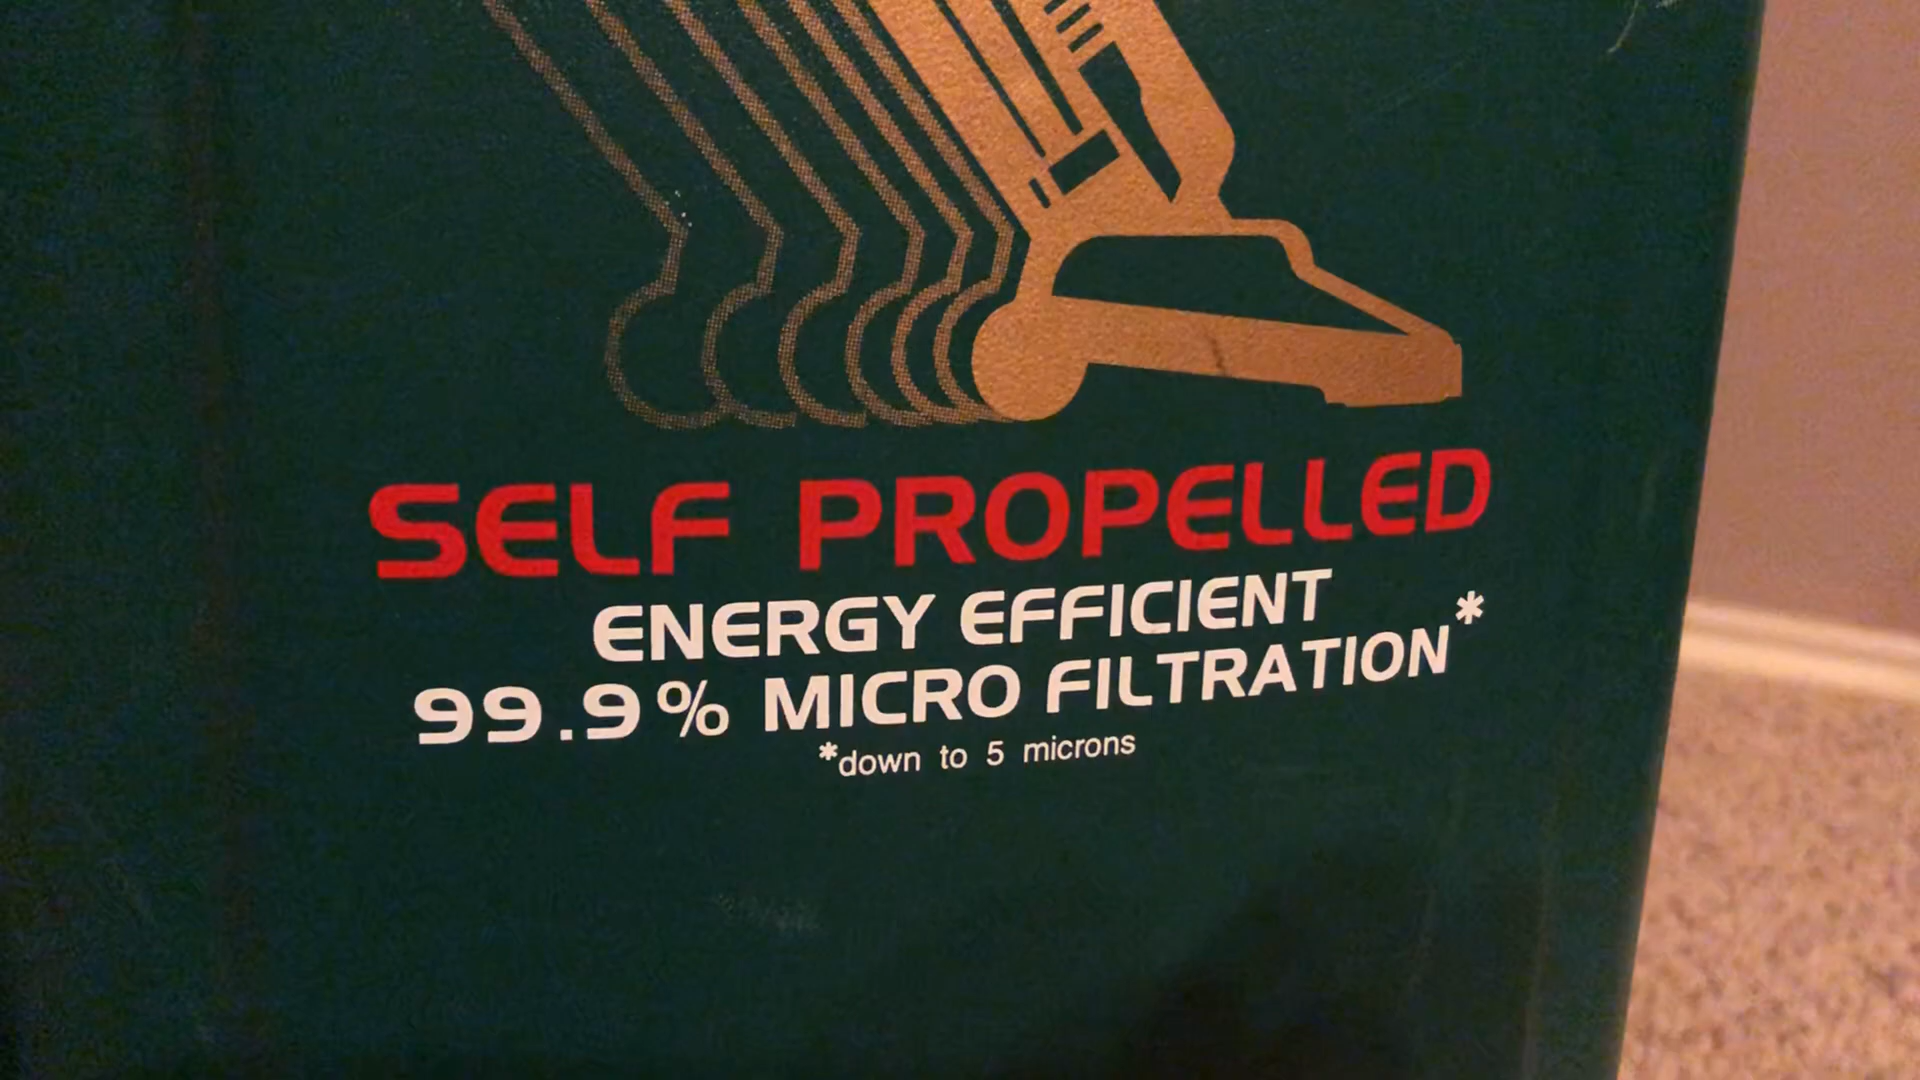 SELF PROPELLED
ENERGY EFFICIENT
99.9% MICRO FILTRATION*
*down to 5 microns